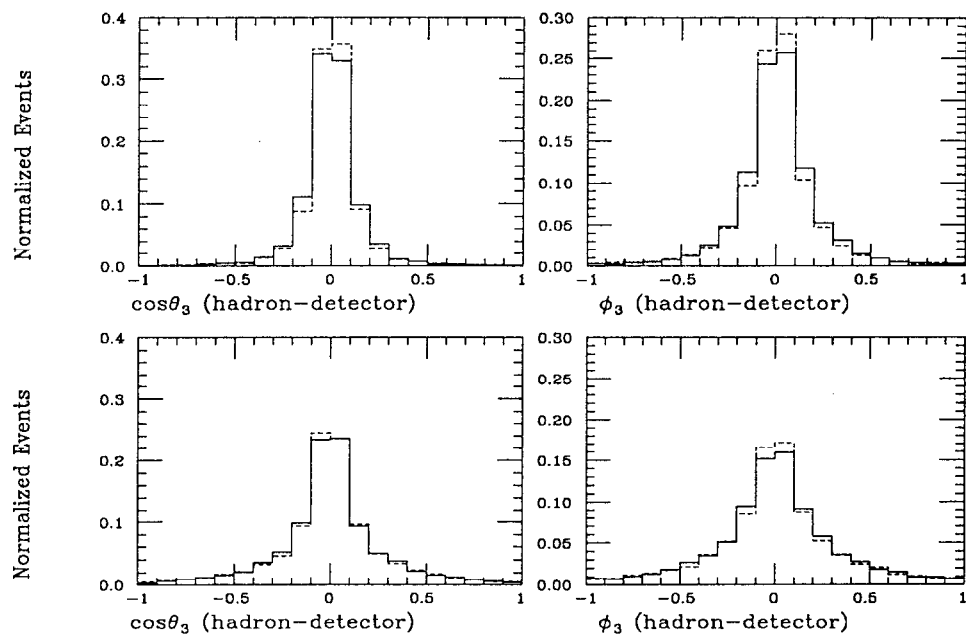 0.4
0.3
0.2
0.1
0.0
Normalized Events
-1 -0.5 0 0.5 1
cosθ₃ (hadron-detector)
0.30
0.25
0.20
0.15
0.10
0.05
0.00
-1 -0.5 0 0.5 1
ϕ₃ (hadron-detector)
0.4
0.3
0.2
0.1
0.0
Normalized Events
-1 -0.5 0 0.5 1
cosθ₃ (hadron-detector)
0.30
0.25
0.20
0.15
0.10
0.05
0.00
-1 -0.5 0 0.5 1
ϕ₃ (hadron-detector)